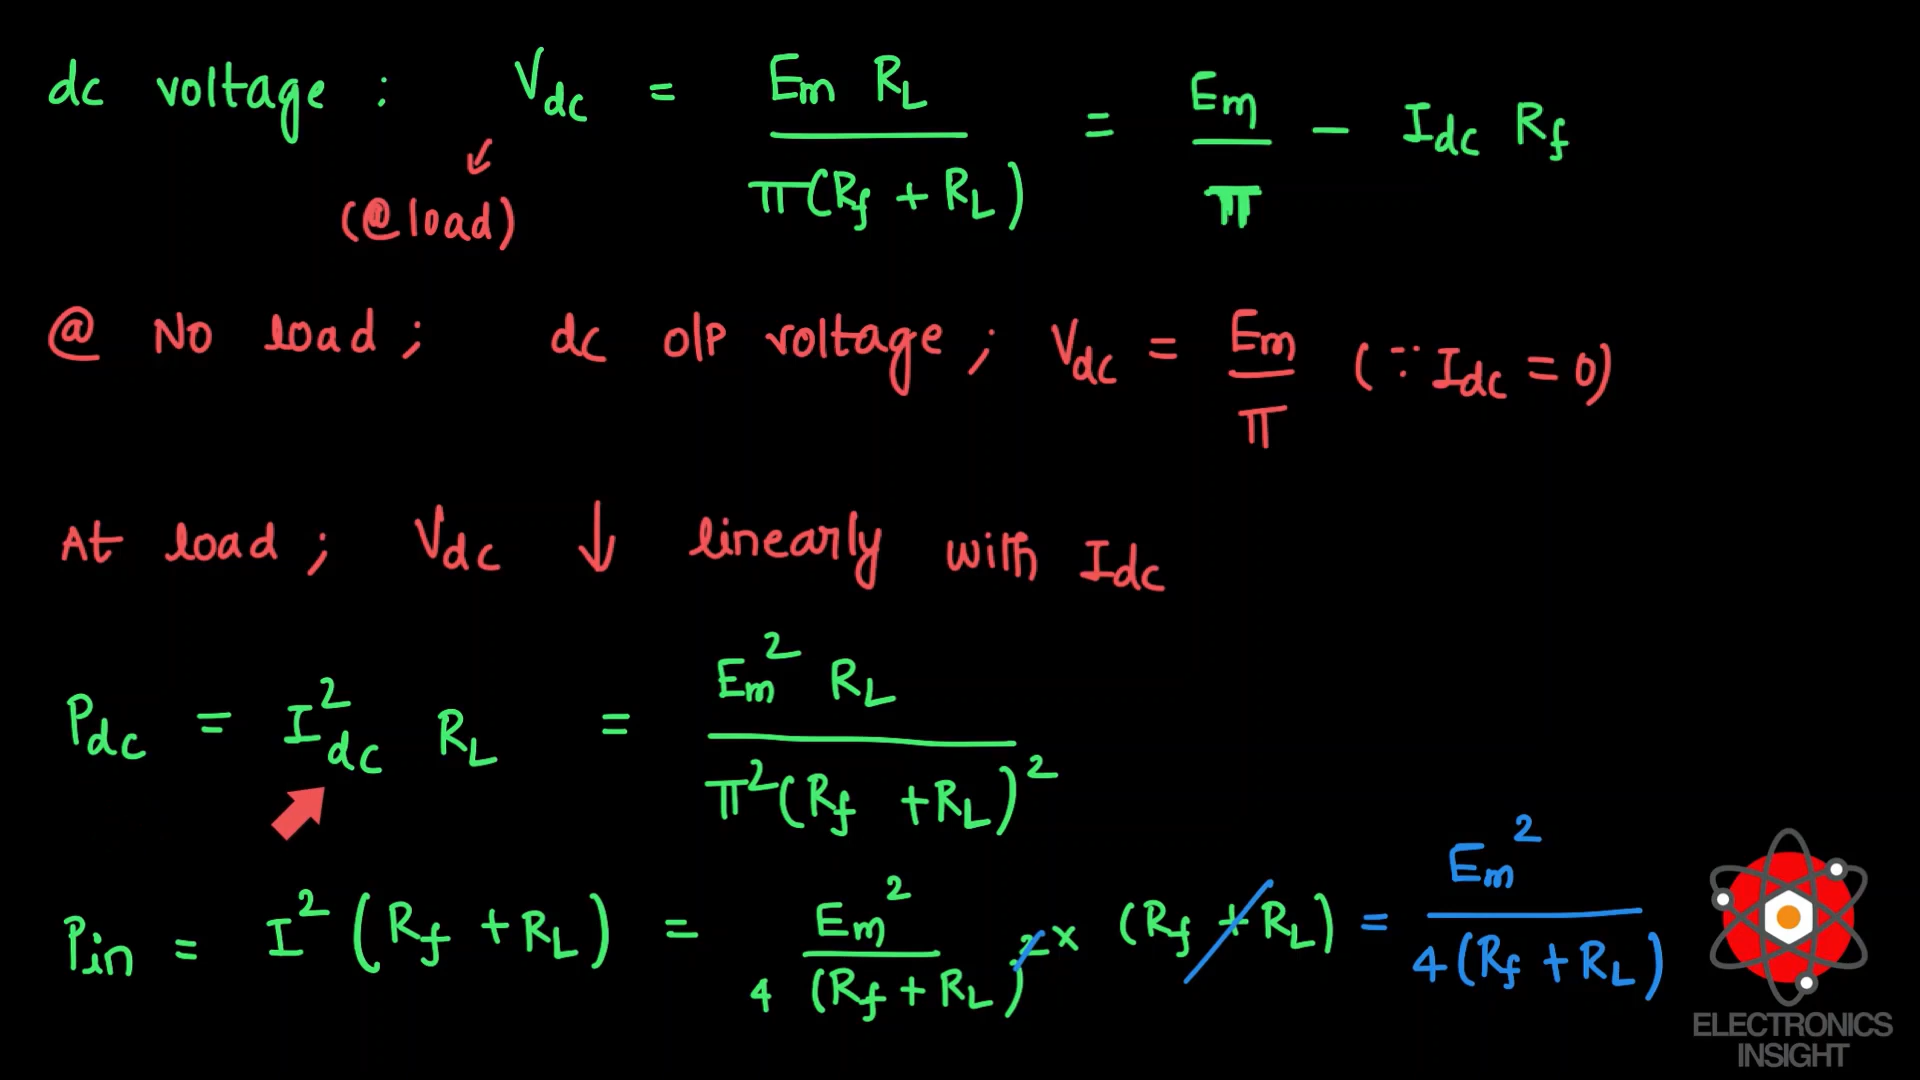 dc voltage : Vdc = Em RL / π(Rf + RL) = Em / π − Idc Rf
(@load)
@ No load ; dc o/p voltage ; Vdc = Em / π (∵ Idc = 0)
At load ; Vdc ↓ linearly with Idc
Pdc = I²dc RL = Em² RL / π²(Rf + RL)²
Pin = I² (Rf + RL) = Em² / 4 (Rf + RL)² × (Rf + RL) = Em² / 4(Rf + RL)
ELECTRONICS
INSIGHT